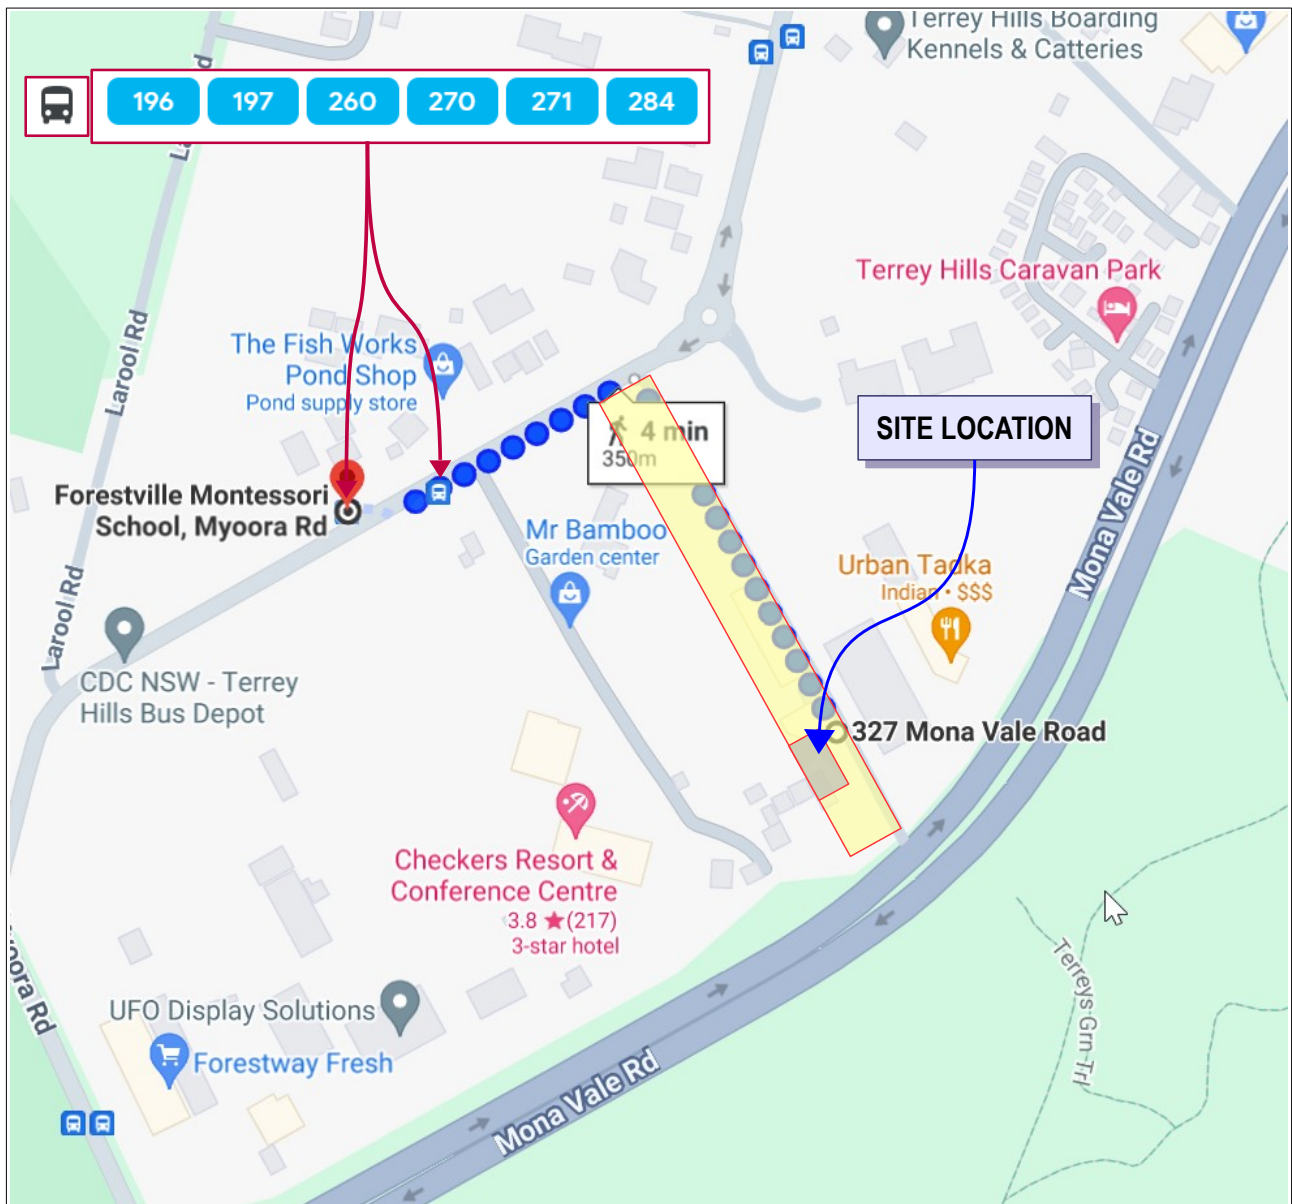 Terrey Hills Boarding
Kennels & Catteries
196 197 260 270 271 284
Terrey Hills Caravan Park
Larool Rd
The Fish Works
Pond Shop
Pond supply store
4 min
350m
SITE LOCATION
Mona Vale Rd
Forestville Montessori
School, Myoora Rd
Mr Bamboo
Garden center
Urban Tadka
Indian • $$$
Larool Rd
CDC NSW - Terrey
Hills Bus Depot
327 Mona Vale Road
Checkers Resort &
Conference Centre
3.8 ★(217)
3-star hotel
Terreys Grn Trl
oora Rd
UFO Display Solutions
Forestway Fresh
Mona Vale Rd